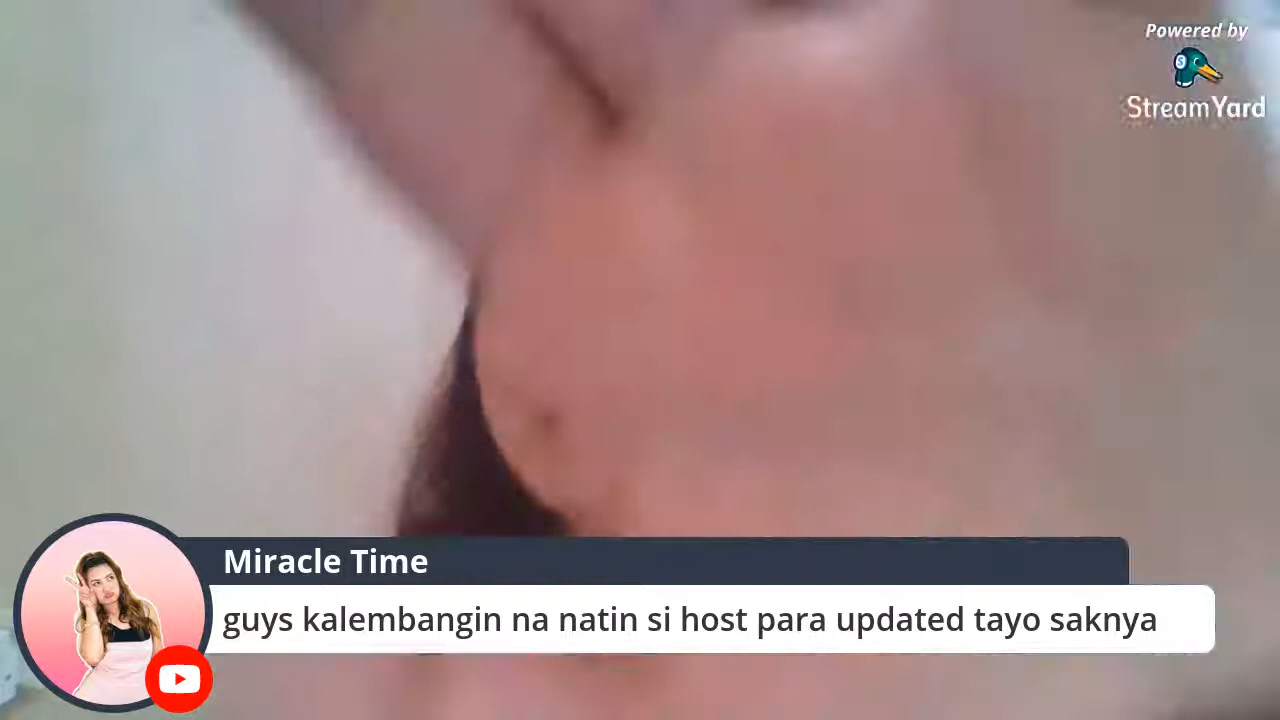 Powered by
StreamYard
Miracle Time
guys kalembangin na natin si host para updated tayo saknya